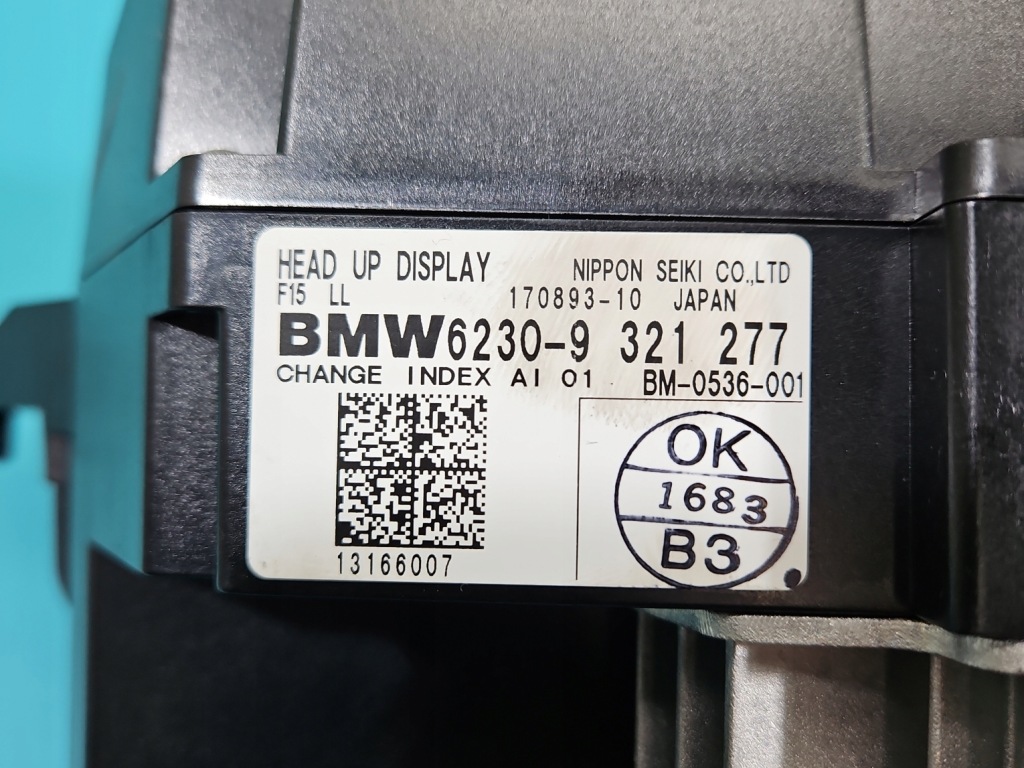 HEAD UP DISPLAY NIPPON SEIKI CO.,LTD
F15 LL 170893-10 JAPAN
BMW6230-9 321 277
CHANGE INDEX AI 01 BM-0536-001
13166007
OK
1683
B3